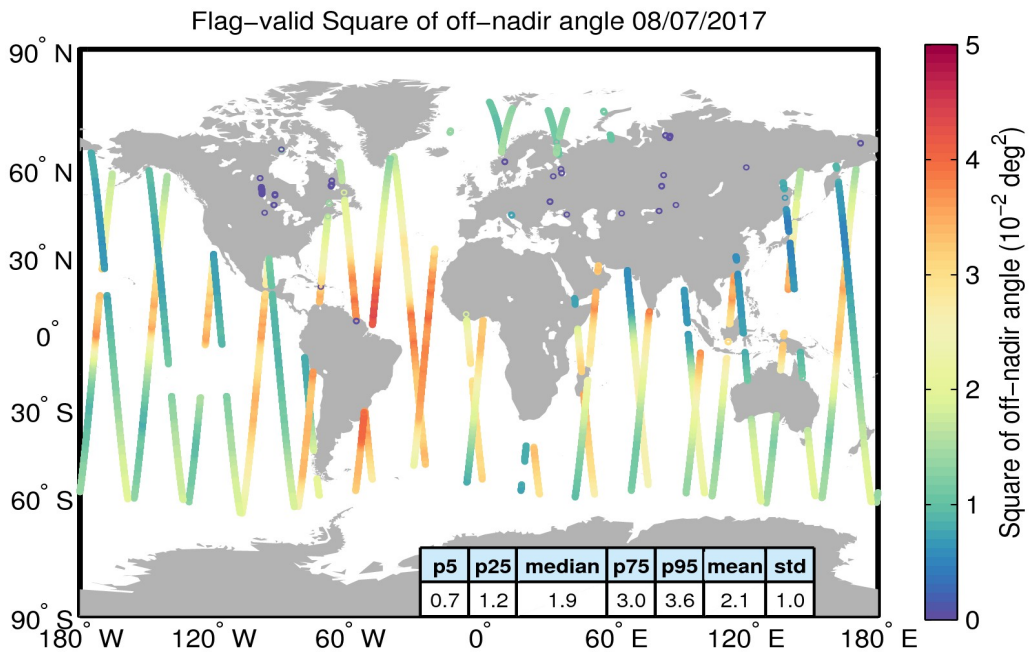 Flag−valid Square of off−nadir angle 08/07/2017
90° N
60° N
30° N
0°
30° S
60° S
90° S
180° W
120° W
60° W
0°
60° E
120° E
180° E
p5 p25 median p75 p95 mean std
0.7 1.2 1.9 3.0 3.6 2.1 1.0
5
4
3
2
1
0
Square of off−nadir angle (10⁻² deg²)